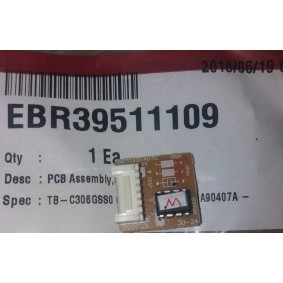 2018/06/19
EBR39511109
Qty : 1 Ea
Desc : PCB Assembly,
Spec : TB-C306GSS0 A90407A-